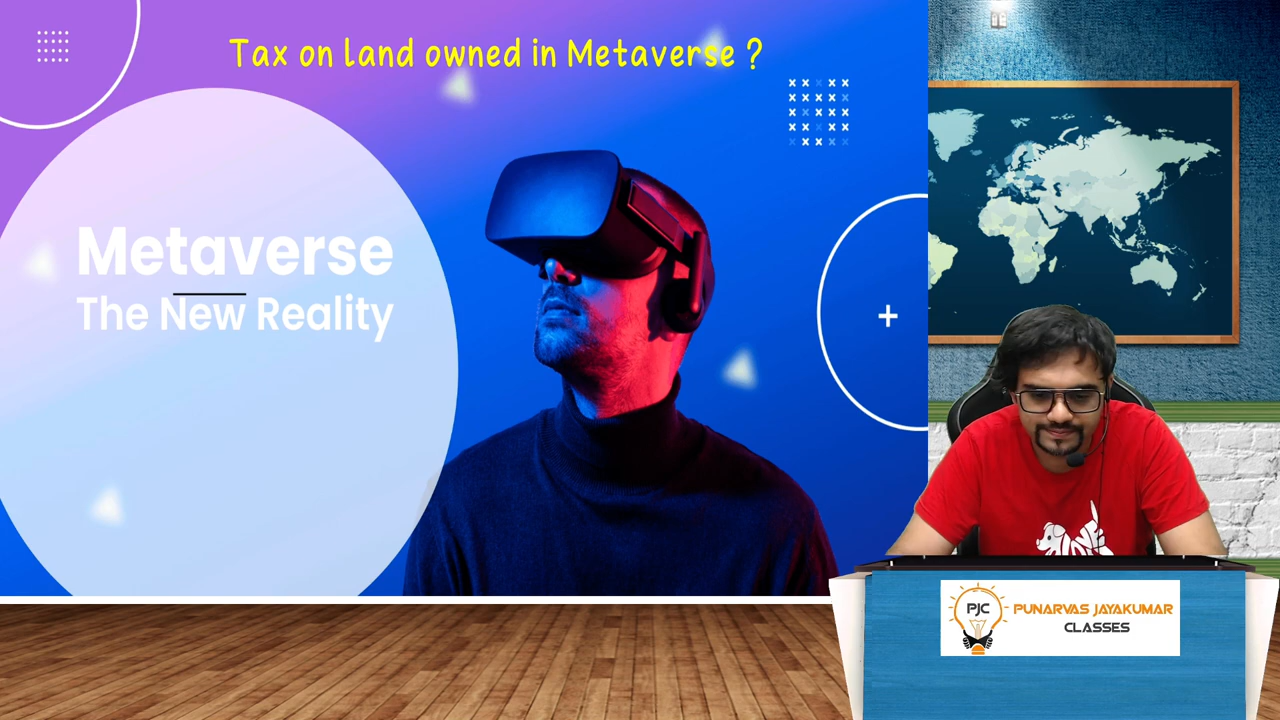 Tax on land owned in Metaverse ?
Metaverse
The New Reality
PJC
PUNARVAS JAYAKUMAR
CLASSES